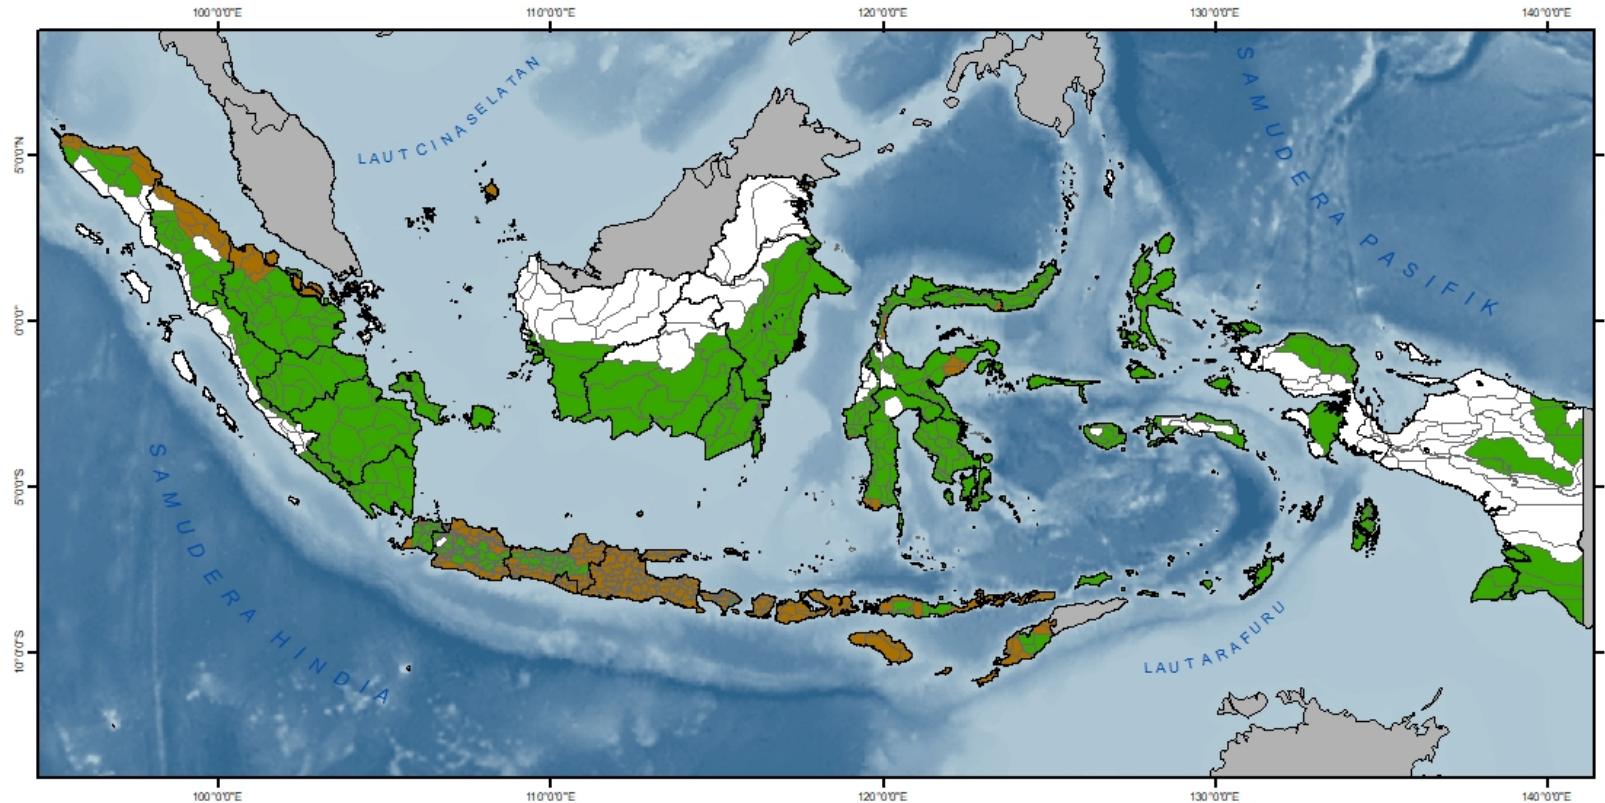 100°0'0"E 110°0'0"E 120°0'0"E 130°0'0"E 140°0'0"E
LAUT CINA SELATAN
SAMUDERA PASIFIK
5°0'0"N
0°0'0"
5°0'0"S
10°0'0"S
SAMUDERA HINDIA
LAUT ARAFURU
100°0'0"E 110°0'0"E 120°0'0"E 130°0'0"E 140°0'0"E